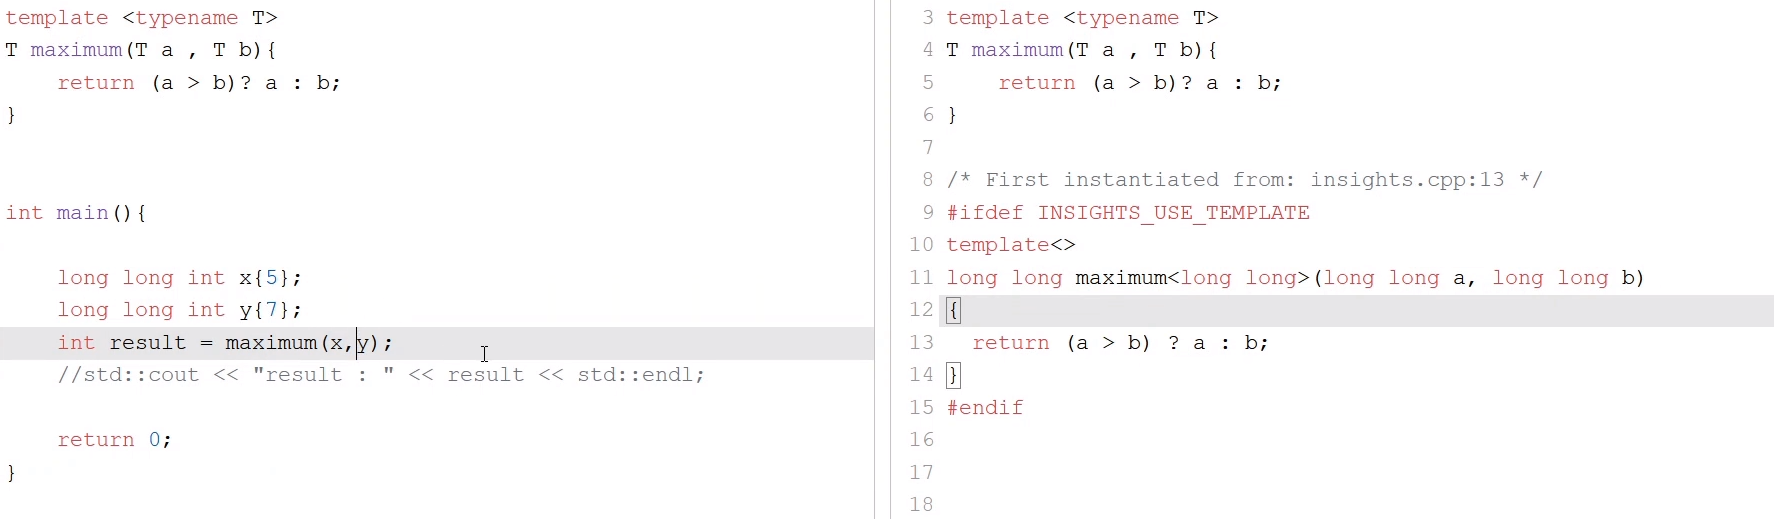 template <typename T>
T maximum(T a , T b){
    return (a > b)? a : b;
}
int main(){
    long long int x{5};
    long long int y{7};
    int result = maximum(x,y);
    //std::cout << "result : " << result << std::endl;
    return 0;
}
3 template <typename T>
4 T maximum(T a , T b){
5     return (a > b)? a : b;
6 }
7
8 /* First instantiated from: insights.cpp:13 */
9 #ifdef INSIGHTS_USE_TEMPLATE
10 template<>
11 long long maximum<long long>(long long a, long long b)
12 {
13   return (a > b) ? a : b;
14 }
15 #endif
16
17
18